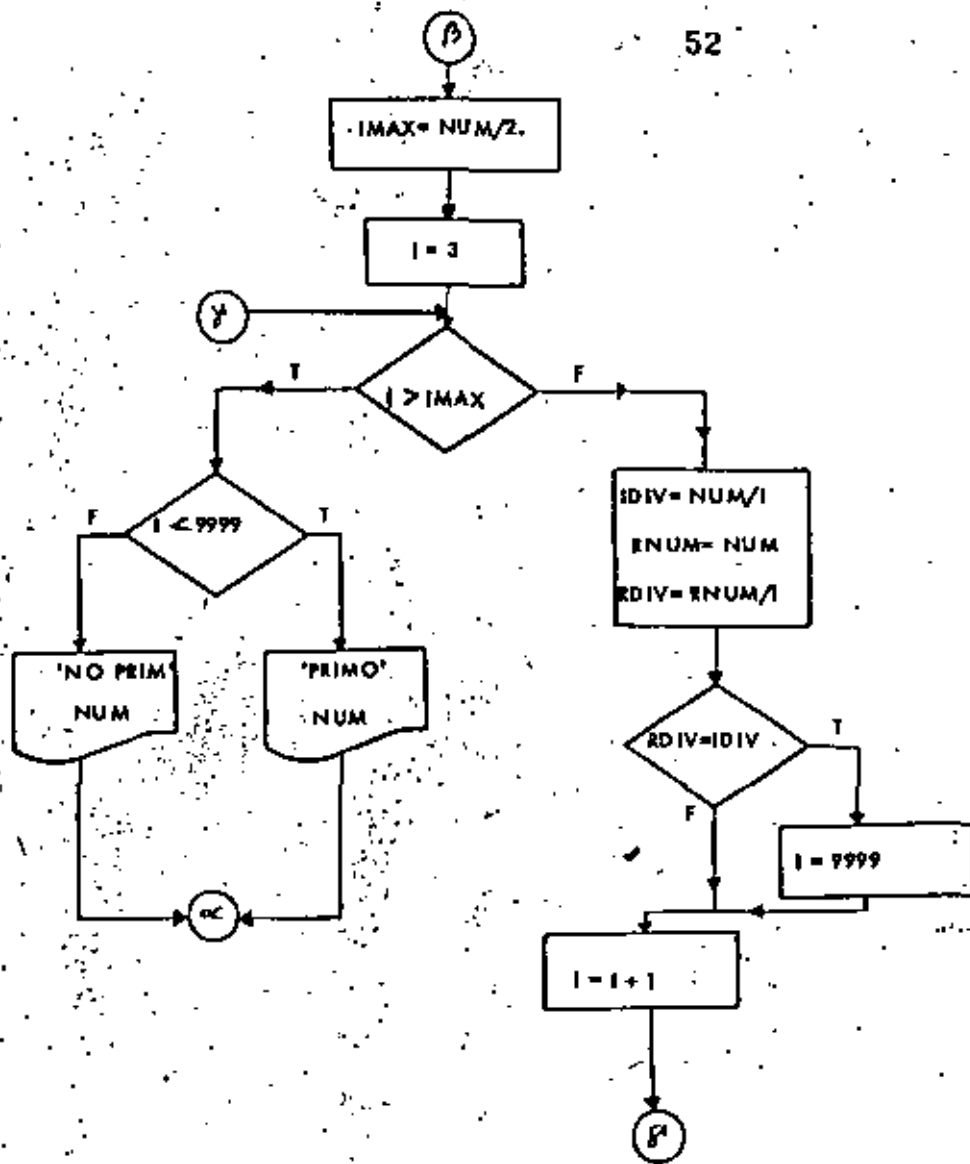 β
52
IMAX= NUM/2.
I = 3
γ
T
F
I > IMAX
IDIV= NUM/I
RNUM= NUM
RDIV= RNUM/I
F
I < 9999
T
'NO PRIM'
NUM
'PRIMO'
NUM
RDIV=IDIV
T
F
I = 9999
∝
I = I + 1